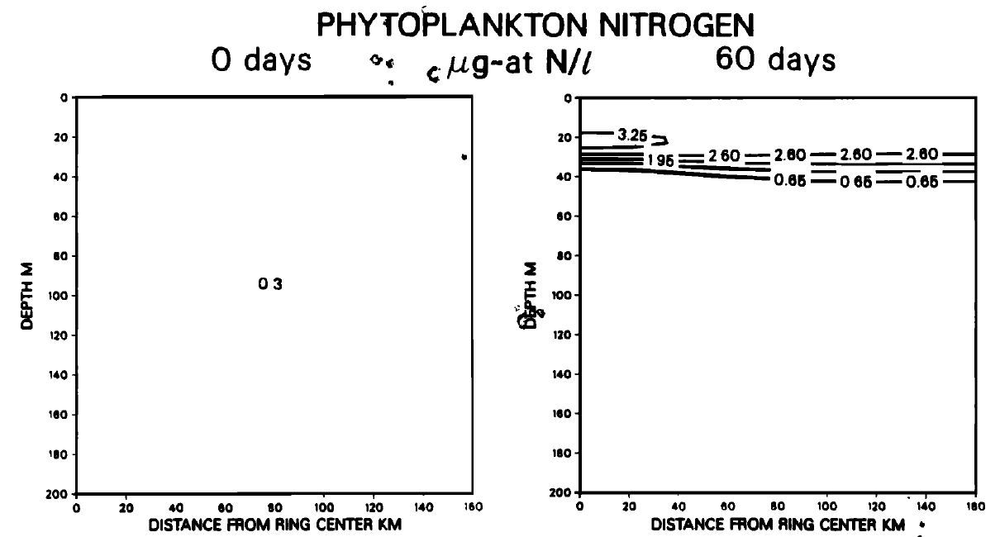 PHYTOPLANKTON NITROGEN
0 days μg-at N/l 60 days
0
20
40
60
80
100
120
140
160
180
200
DEPTH M
0 3
0 20 40 60 80 100 120 140 160
DISTANCE FROM RING CENTER KM
0
20
40
60
80
100
120
140
160
180
200
DEPTH M
3.25
1.95 2 60 2.60 2.60 2.60
0.65 0 65 0.65
0 20 40 60 80 100 120 140 160
DISTANCE FROM RING CENTER KM